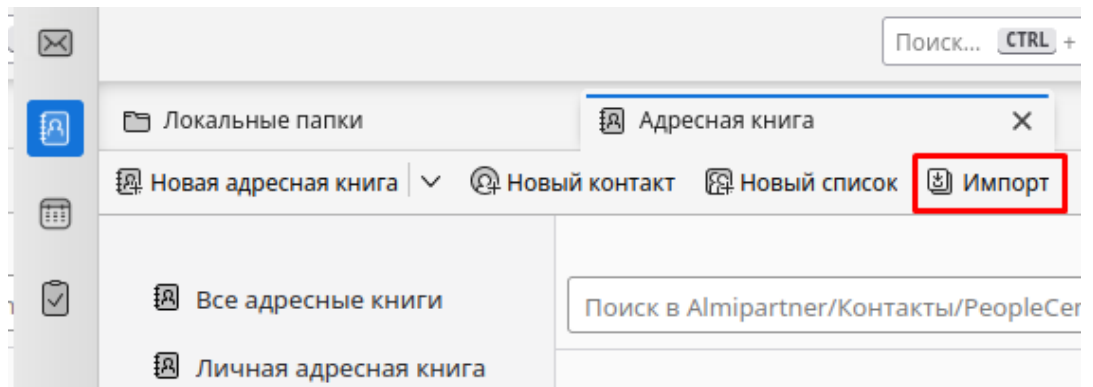 Поиск... CTRL +
Локальные папки
Адресная книга
Новая адресная книга
Новый контакт
Новый список
Импорт
Все адресные книги
Поиск в Almipartner/Контакты/PeopleCer
Личная адресная книга